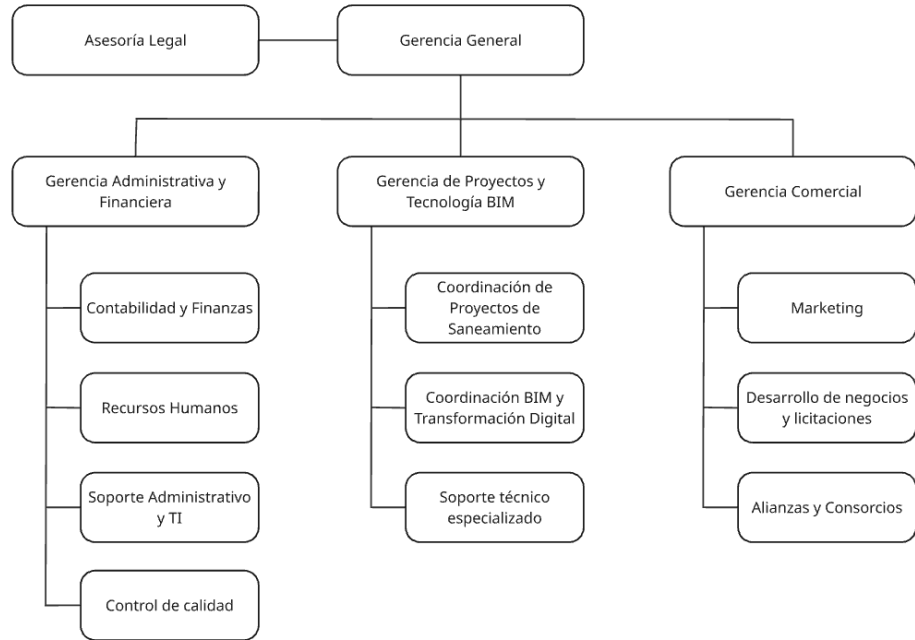 Asesoría Legal
Gerencia General
Gerencia Administrativa y
Financiera
Gerencia de Proyectos y
Tecnología BIM
Gerencia Comercial
Contabilidad y Finanzas
Recursos Humanos
Soporte Administrativo
y TI
Control de calidad
Coordinación de
Proyectos de
Saneamiento
Coordinación BIM y
Transformación Digital
Soporte técnico
especializado
Marketing
Desarrollo de negocios
y licitaciones
Alianzas y Consorcios